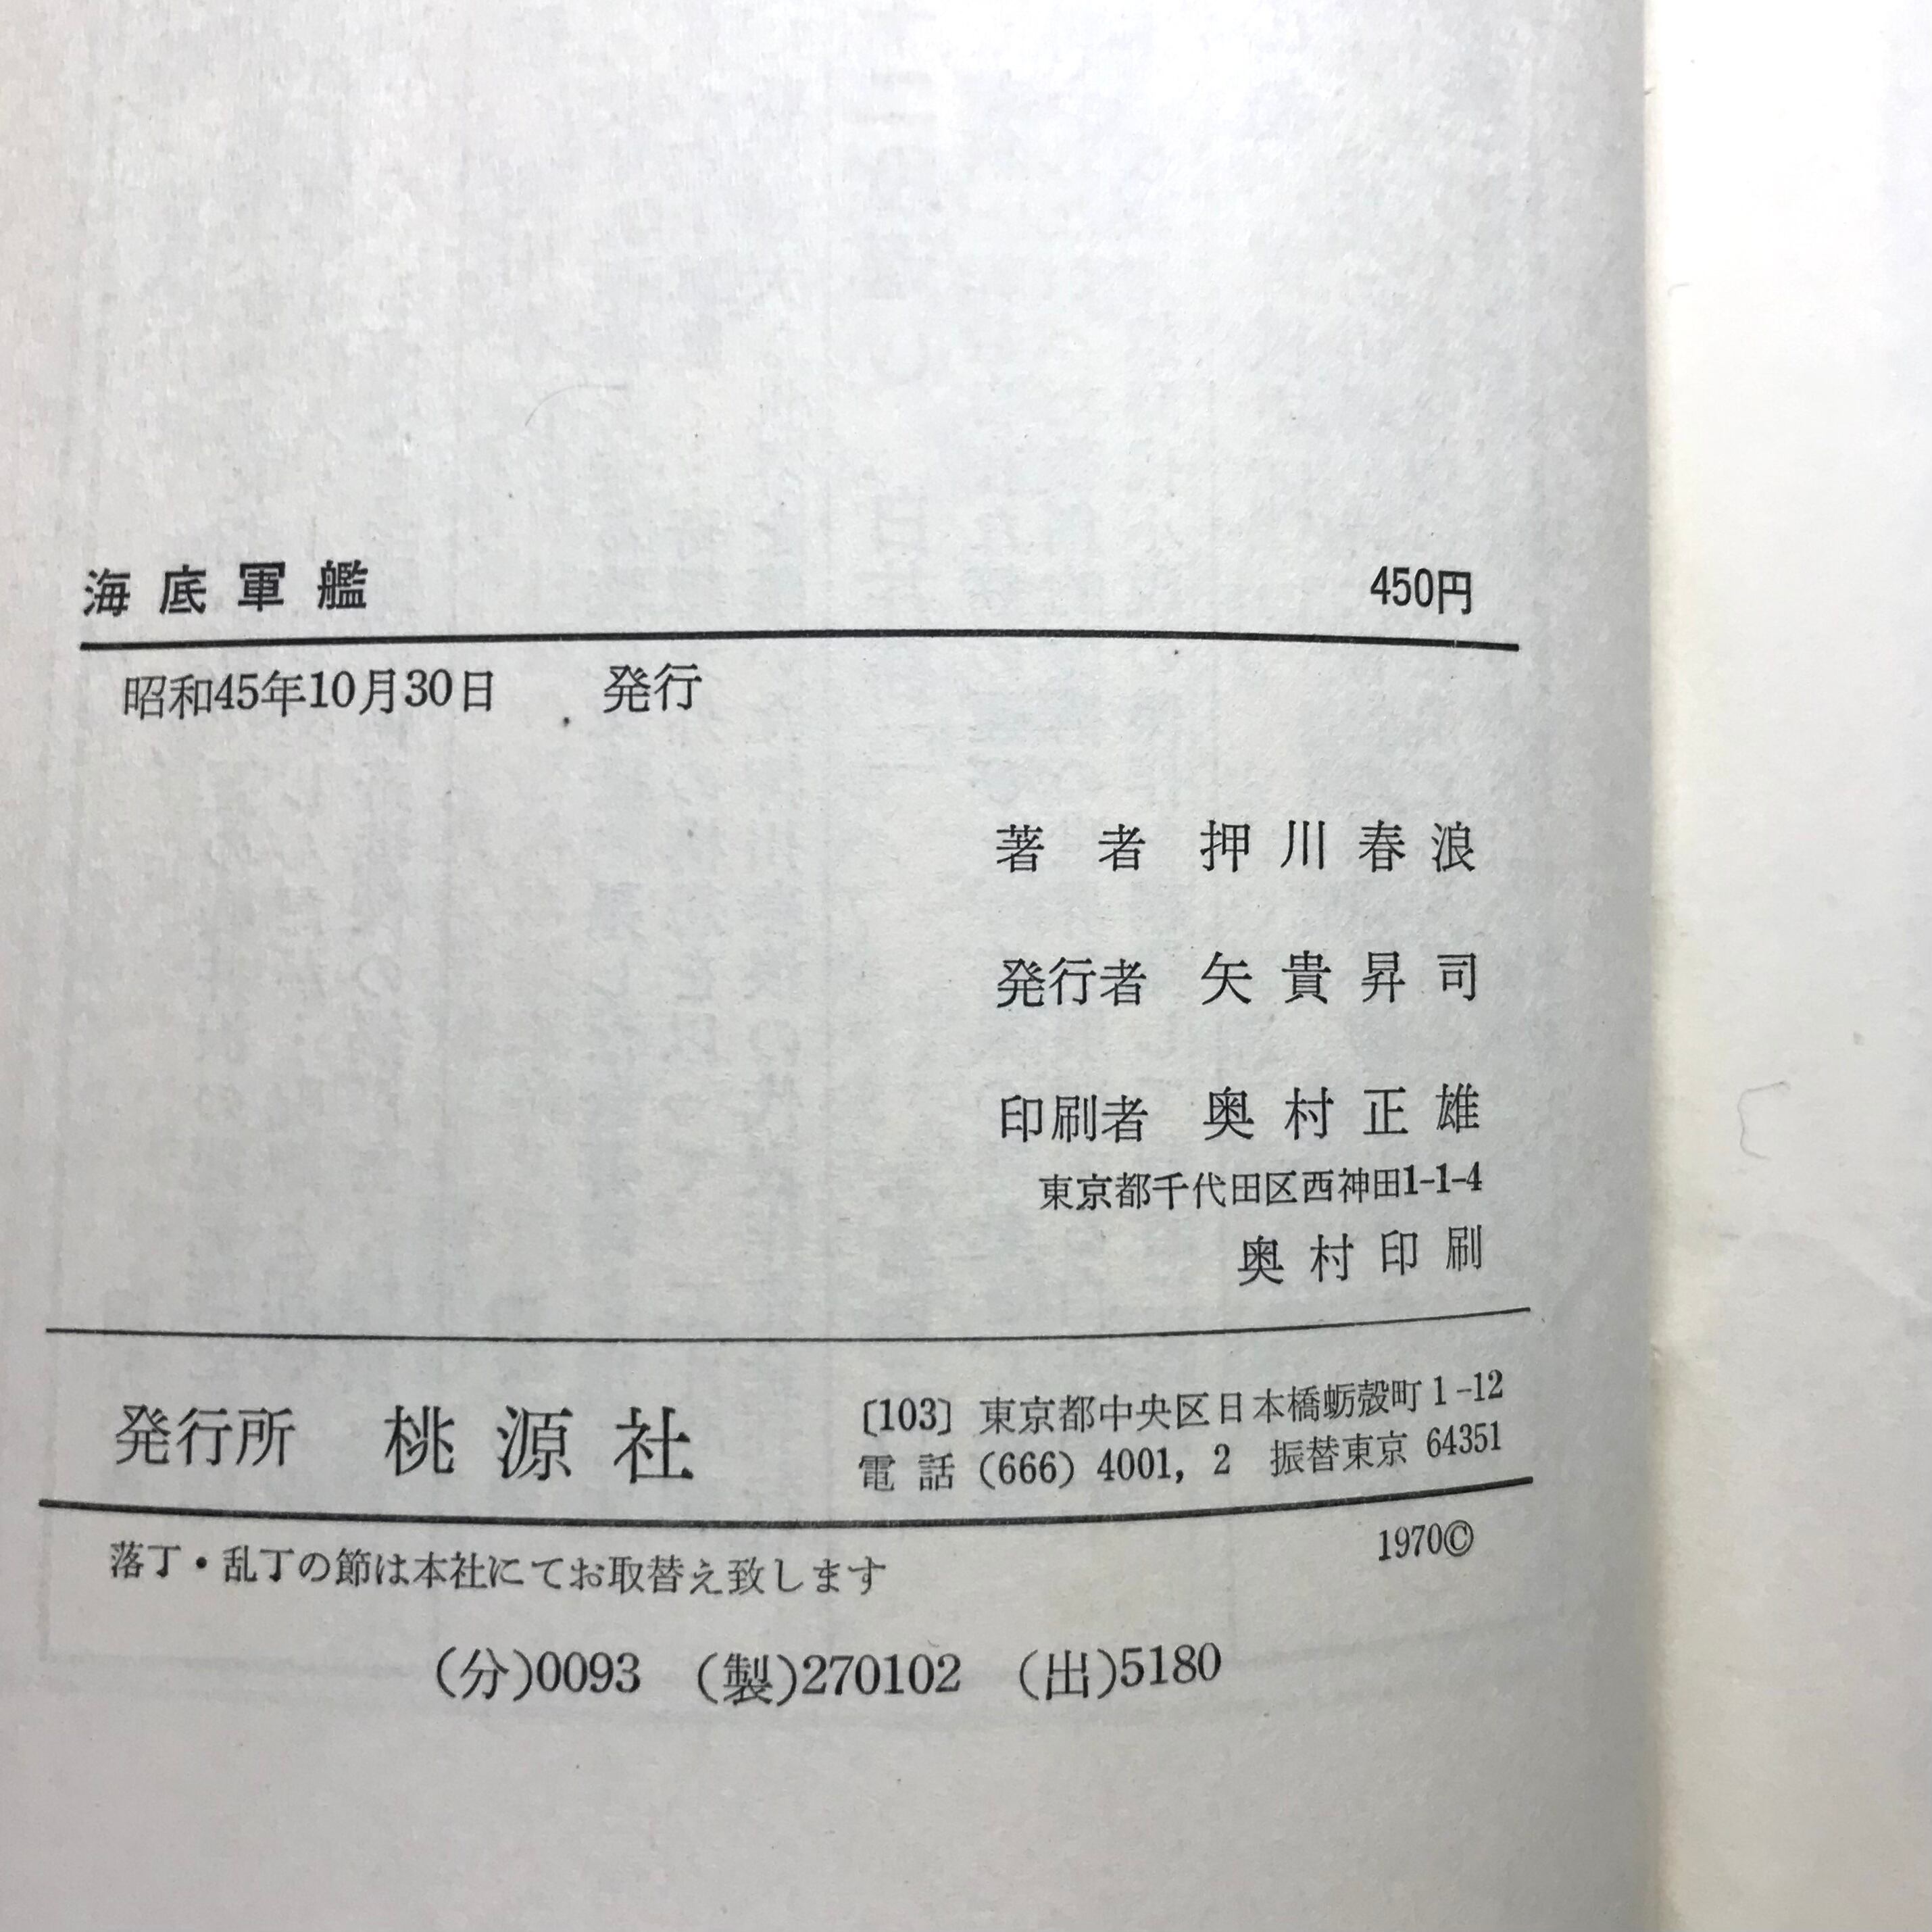 海底軍艦 450円
昭和45年10月30日 発行
著者 押川春浪
発行者 矢貴昇司
印刷者 奥村正雄
東京都千代田区西神田1-1-4
奥村印刷
発行所 桃源社
〔103〕東京都中央区日本橋蛎殻町1-12
電話(666)4001,2 振替東京 64351
1970©
落丁・乱丁の節は本社にてお取替え致します
(分)0093 (製)270102 (出)5180